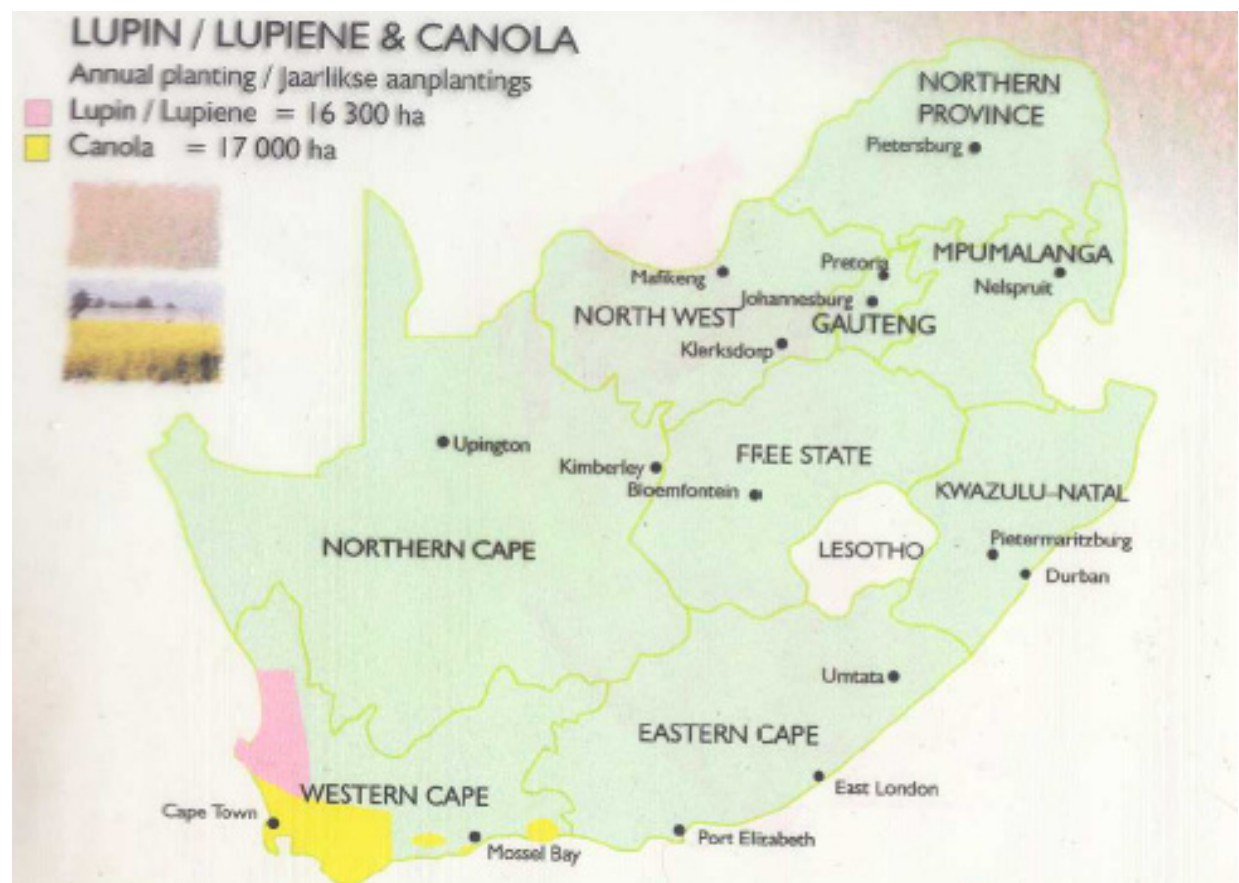 LUPIN / LUPIENE & CANOLA
Annual planting / Jaarlikse aanplantings
Lupin / Lupiene = 16 300 ha
Canola = 17 000 ha
NORTHERN
PROVINCE
Pietersburg
MPUMALANGA
Pretoria
Mafikeng
Nelspruit
Johannesburg
NORTH WEST
GAUTENG
Klerksdorp
Upington
FREE STATE
Kimberley
Bloemfontein
KWAZULU-NATAL
Pietermaritzburg
NORTHERN CAPE
LESOTHO
Durban
Umtata
EASTERN CAPE
East London
WESTERN CAPE
Cape Town
Port Elizabeth
Mossel Bay